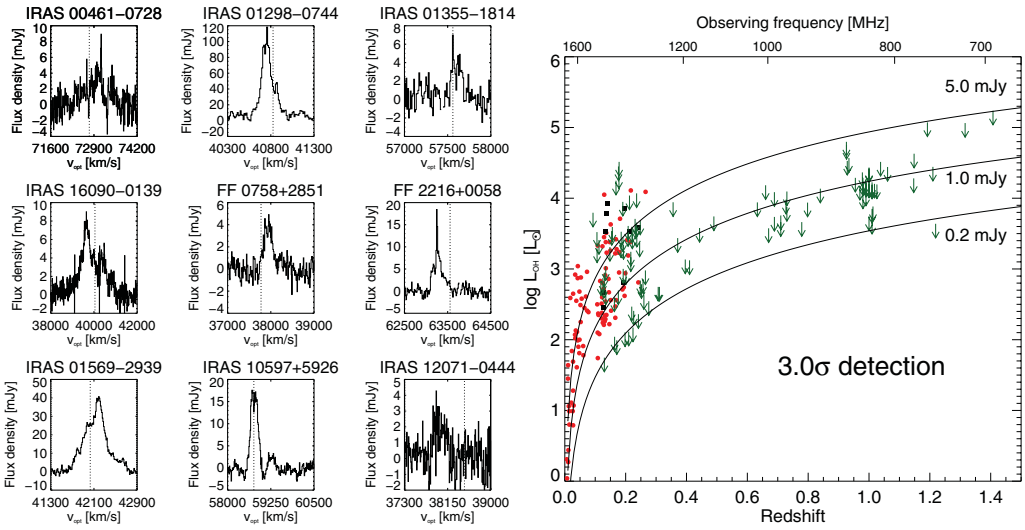 IRAS 00461−0728
Flux density [mJy]
10
8
6
4
2
0
−2
−4
71600 72900 74200
v_opt [km/s]
IRAS 01298−0744
Flux density [mJy]
120
100
80
60
40
20
0
−20
40300 40800 41300
v_opt [km/s]
IRAS 01355−1814
Flux density [mJy]
8
6
4
2
0
−2
−4
57000 57500 58000
v_opt [km/s]
IRAS 16090−0139
Flux density [mJy]
10
8
6
4
2
0
−2
38000 40000 42000
v_opt [km/s]
FF 0758+2851
Flux density [mJy]
6
4
2
0
−2
−4
37000 38000 39000
v_opt [km/s]
FF 2216+0058
Flux density [mJy]
20
15
10
5
0
−5
62500 63500 64500
v_opt [km/s]
IRAS 01569−2939
Flux density [mJy]
50
40
30
20
10
0
−10
41300 42100 42900
v_opt [km/s]
IRAS 10597+5926
Flux density [mJy]
20
15
10
5
0
−5
58000 59250 60500
v_opt [km/s]
IRAS 12071−0444
Flux density [mJy]
6
5
4
3
2
1
0
−1
−2
37300 38150 39000
v_opt [km/s]
Observing frequency [MHz]
1600 1400 1200 1000 800 700
log L_OH [L_⊙]
6
5
4
3
2
1
0
5.0 mJy
1.0 mJy
0.2 mJy
3.0σ detection
0.0 0.2 0.4 0.6 0.8 1.0 1.2 1.4
Redshift